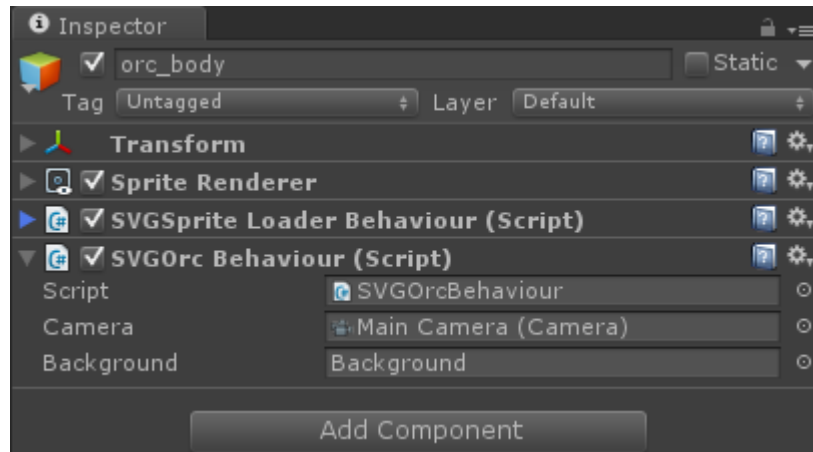 Inspector
orc_body Static
Tag Untagged Layer Default
Transform
Sprite Renderer
SVGSprite Loader Behaviour (Script)
SVGOrc Behaviour (Script)
Script SVGOrcBehaviour
Camera Main Camera (Camera)
Background Background
Add Component